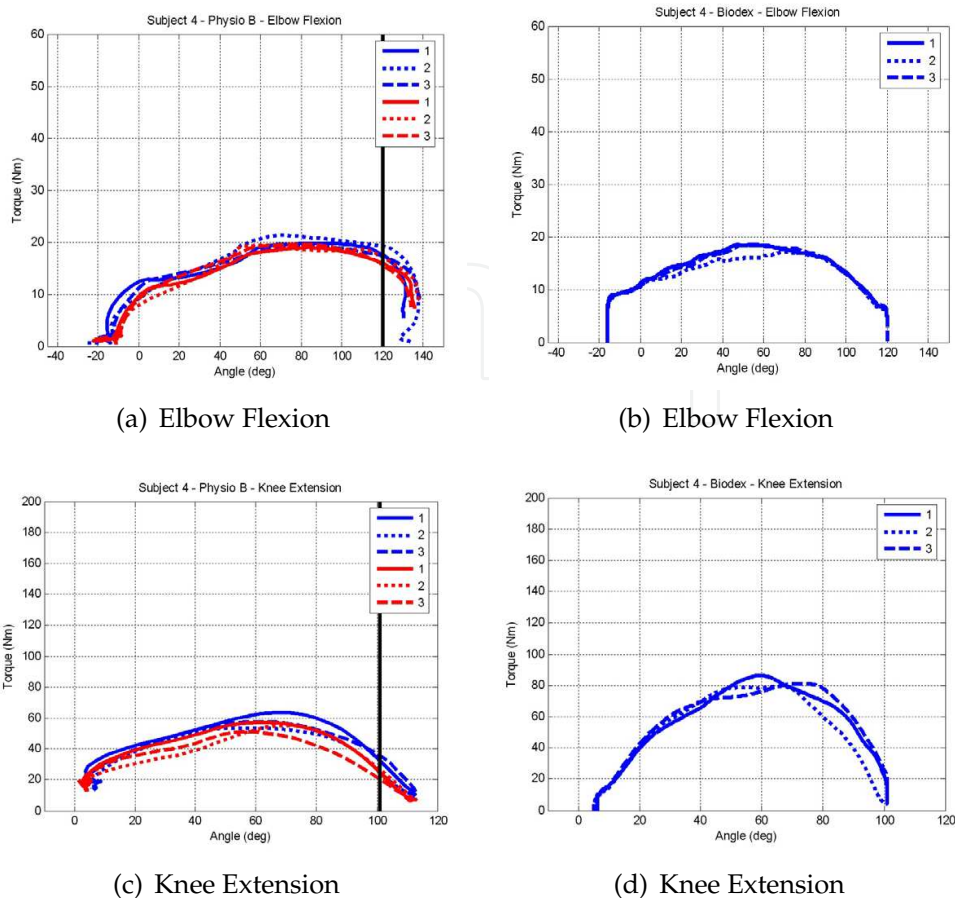 Subject 4 - Physio B - Elbow Flexion
60
50
40
30
20
10
0
Torque (Nm)
1
2
3
1
2
3
-40 -20 0 20 40 60 80 100 120 140
Angle (deg)
(a) Elbow Flexion
Subject 4 - Biodex - Elbow Flexion
60
50
40
30
20
10
0
Torque (Nm)
1
2
3
-40 -20 0 20 40 60 80 100 120 140
Angle (deg)
(b) Elbow Flexion
Subject 4 - Physio B - Knee Extension
200
180
160
140
120
100
80
60
40
20
0
Torque (Nm)
1
2
3
1
2
3
0 20 40 60 80 100 120
Angle (deg)
(c) Knee Extension
Subject 4 - Biodex - Knee Extension
200
180
160
140
120
100
80
60
40
20
0
Torque (Nm)
1
2
3
0 20 40 60 80 100 120
Angle (deg)
(d) Knee Extension